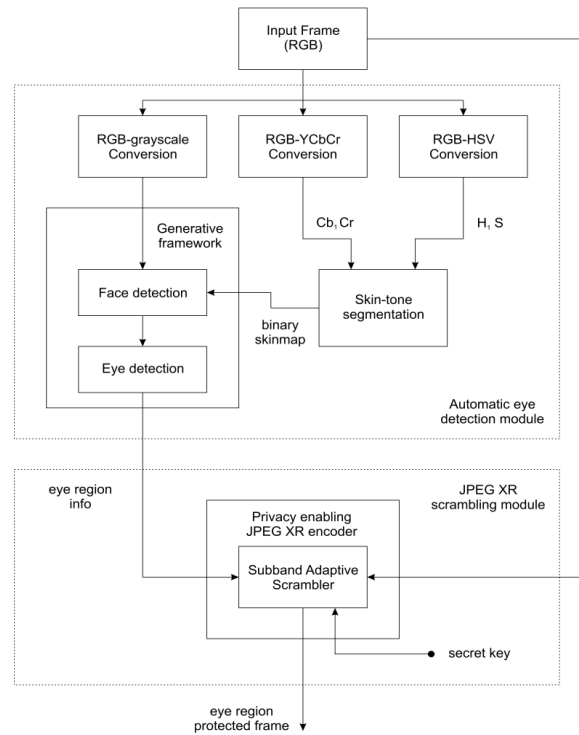 Input Frame
(RGB)
RGB-grayscale
Conversion
RGB-YCbCr
Conversion
RGB-HSV
Conversion
Cb, Cr
H, S
Generative
framework
Face detection
Skin-tone
segmentation
binary
skinmap
Eye detection
Automatic eye
detection module
eye region
info
JPEG XR
scrambling module
Privacy enabling
JPEG XR encoder
Subband Adaptive
Scrambler
secret key
eye region
protected frame